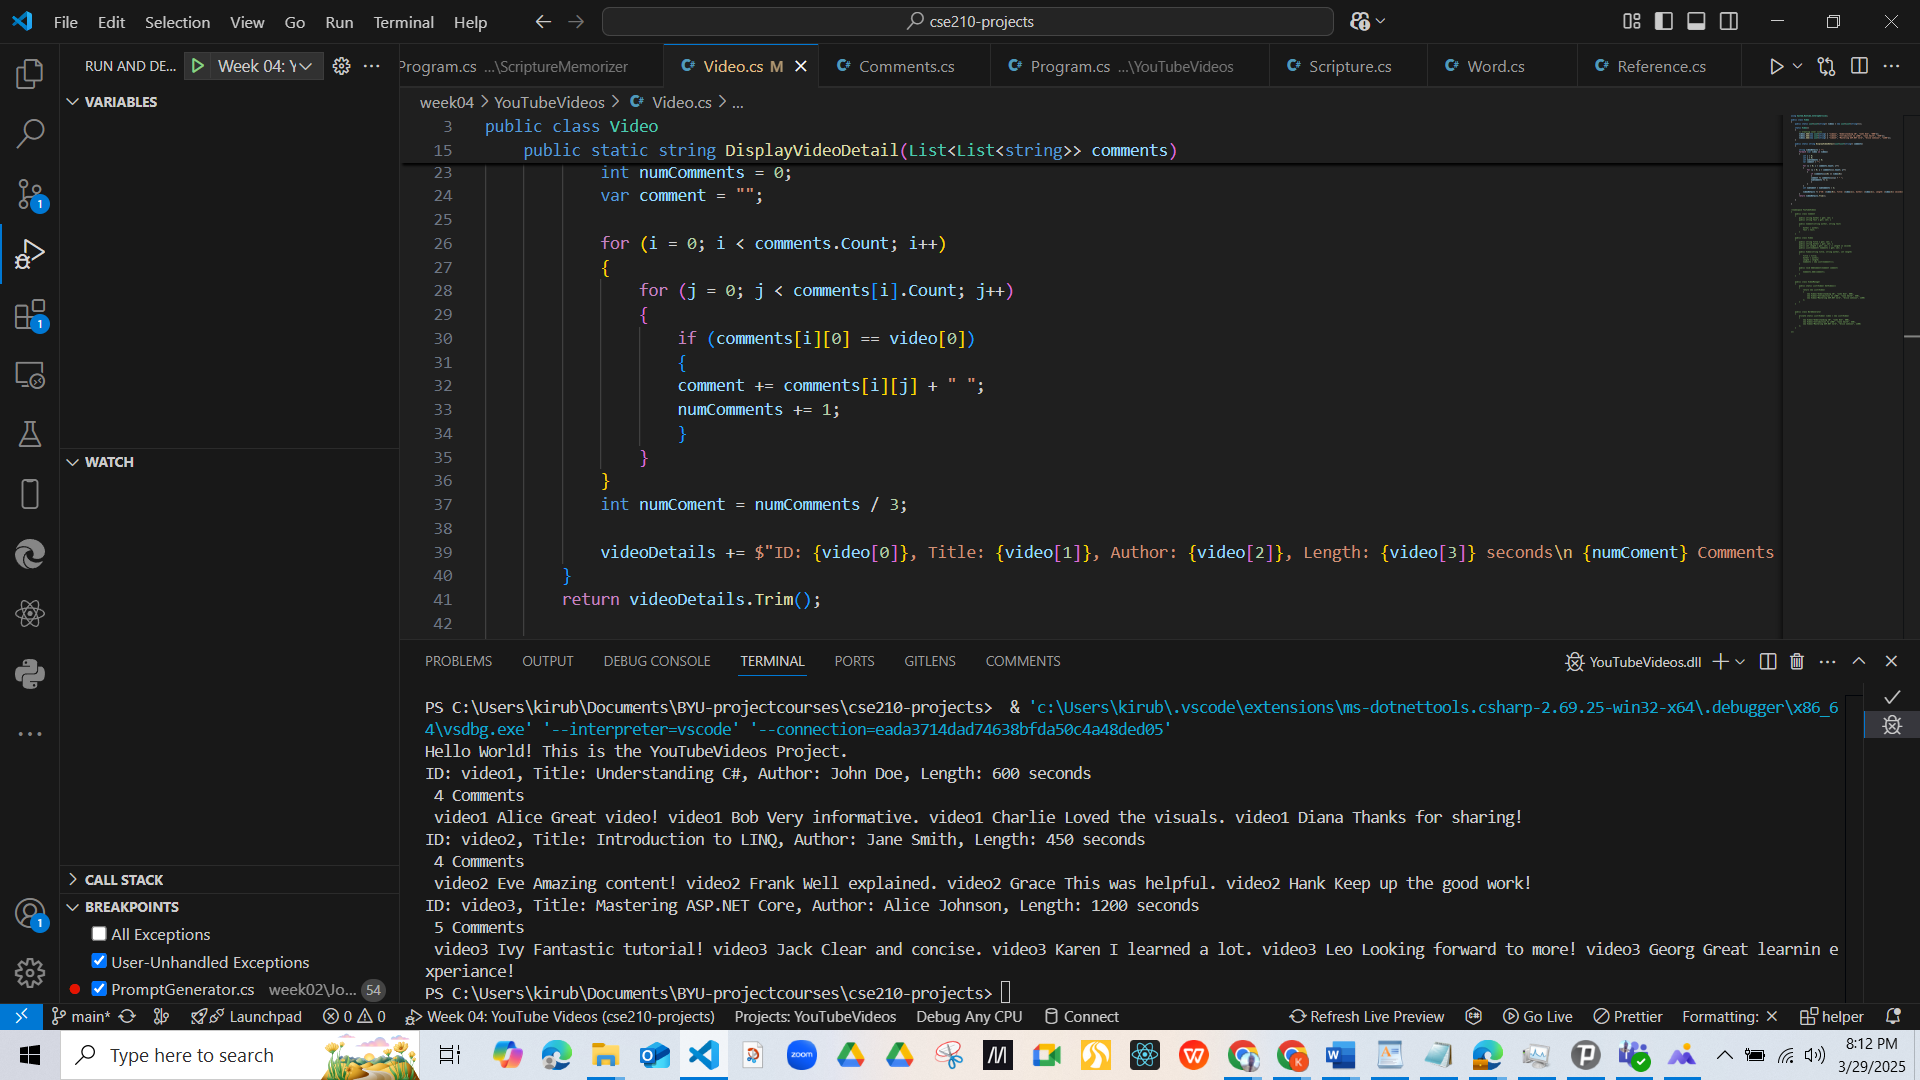 File Edit Selection View Go Run Terminal Help
cse210-projects
RUN AND DE... Week 04: Y
Program.cs ...\ScriptureMemorizer
Video.cs M
Comments.cs
Program.cs ...\YouTubeVideos
Scripture.cs
Word.cs
Reference.cs
VARIABLES
WATCH
CALL STACK
BREAKPOINTS
All Exceptions
User-Unhandled Exceptions
PromptGenerator.cs week02\Jo... 54
1
1
1
week04 > YouTubeVideos > Video.cs > ...
3 public class Video
15 public static string DisplayVideoDetail(List<List<string>> comments)
23 int numComments = 0;
24 var comment = "";
25
26 for (i = 0; i < comments.Count; i++)
27 {
28 for (j = 0; j < comments[i].Count; j++)
29 {
30 if (comments[i][0] == video[0])
31 {
32 comment += comments[i][j] + " ";
33 numComments += 1;
34 }
35 }
36 }
37 int numComent = numComments / 3;
38
39 videoDetails += $"ID: {video[0]}, Title: {video[1]}, Author: {video[2]}, Length: {video[3]} seconds\n {numComent} Comments
40 }
41 return videoDetails.Trim();
42
PROBLEMS OUTPUT DEBUG CONSOLE TERMINAL PORTS GITLENS COMMENTS
YouTubeVideos.dll
PS C:\Users\kirub\Documents\BYU-projectcourses\cse210-projects> & 'c:\Users\kirub\.vscode\extensions\ms-dotnettools.csharp-2.69.25-win32-x64\.debugger\x86_6
4\vsdbg.exe' '--interpreter=vscode' '--connection=eada3714dad74638bfda50c4a48ded05'
Hello World! This is the YouTubeVideos Project.
ID: video1, Title: Understanding C#, Author: John Doe, Length: 600 seconds
4 Comments
video1 Alice Great video! video1 Bob Very informative. video1 Charlie Loved the visuals. video1 Diana Thanks for sharing!
ID: video2, Title: Introduction to LINQ, Author: Jane Smith, Length: 450 seconds
4 Comments
video2 Eve Amazing content! video2 Frank Well explained. video2 Grace This was helpful. video2 Hank Keep up the good work!
ID: video3, Title: Mastering ASP.NET Core, Author: Alice Johnson, Length: 1200 seconds
5 Comments
video3 Ivy Fantastic tutorial! video3 Jack Clear and concise. video3 Karen I learned a lot. video3 Leo Looking forward to more! video3 Georg Great learnin e
xperiance!
PS C:\Users\kirub\Documents\BYU-projectcourses\cse210-projects>
main* Launchpad 0 0 Week 04: YouTube Videos (cse210-projects) Projects: YouTubeVideos Debug Any CPU Connect Refresh Live Preview Go Live Prettier Formatting: × helper
Type here to search
zoom
8:12 PM
3/29/2025